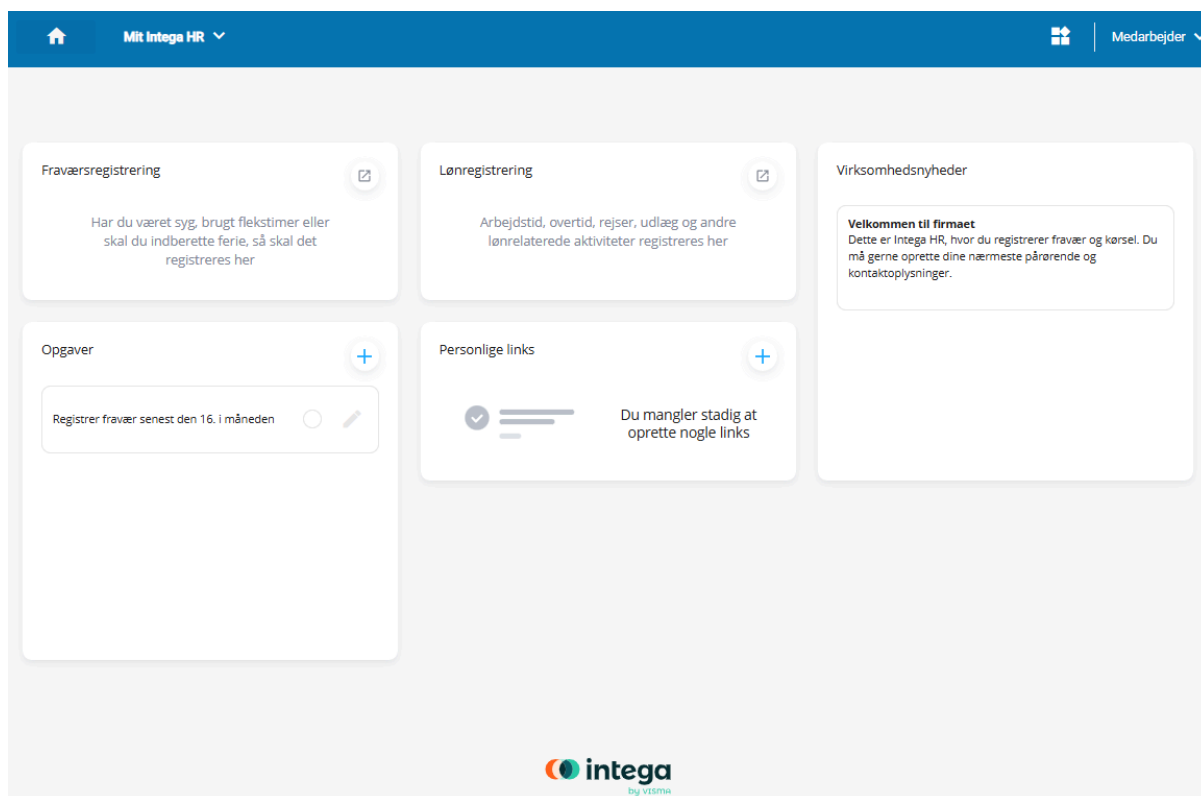 Mit Intega HR
Medarbejder
Fraværsregistrering
Har du været syg, brugt flekstimer eller
skal du indberette ferie, så skal det
registreres her
Lønregistrering
Arbejdstid, overtid, rejser, udlæg og andre
lønrelaterede aktiviteter registreres her
Virksomhedsnyheder
Velkommen til firmaet
Dette er Intega HR, hvor du registrerer fravær og kørsel. Du
må gerne oprette dine nærmeste pårørende og
kontaktoplysninger.
Opgaver
Registrer fravær senest den 16. i måneden
Personlige links
Du mangler stadig at
oprette nogle links
intega
by VISMA